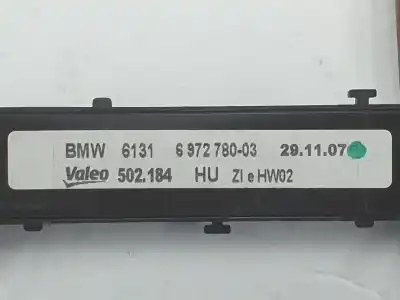 BMW 6131 6 972 780-03 29.11.07
Valeo 502.184 HU ZI e HW02